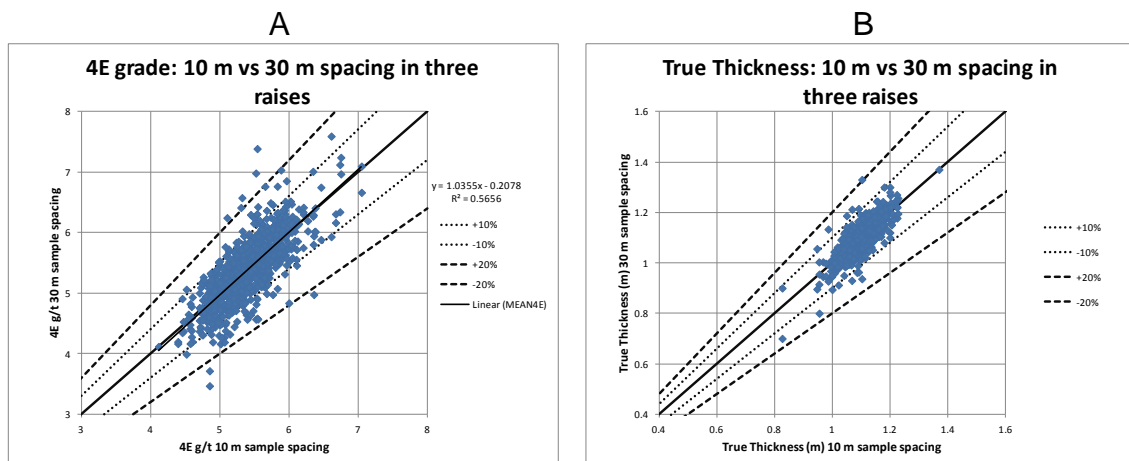 A
4E grade: 10 m vs 30 m spacing in three
raises
8
7
6
5
4
3
3
4
5
6
7
8
4E g/t 30 m sample spacing
4E g/t 10 m sample spacing
y = 1.0355x - 0.2078
R² = 0.5656
+10%
-10%
+20%
-20%
Linear (MEAN4E)
B
True Thickness: 10 m vs 30 m spacing in
three raises
1.6
1.4
1.2
1
0.8
0.6
0.4
0.4
0.6
0.8
1
1.2
1.4
1.6
True Thickness (m) 30 m sample spacing
True Thickness (m) 10 m sample spacing
+10%
-10%
+20%
-20%